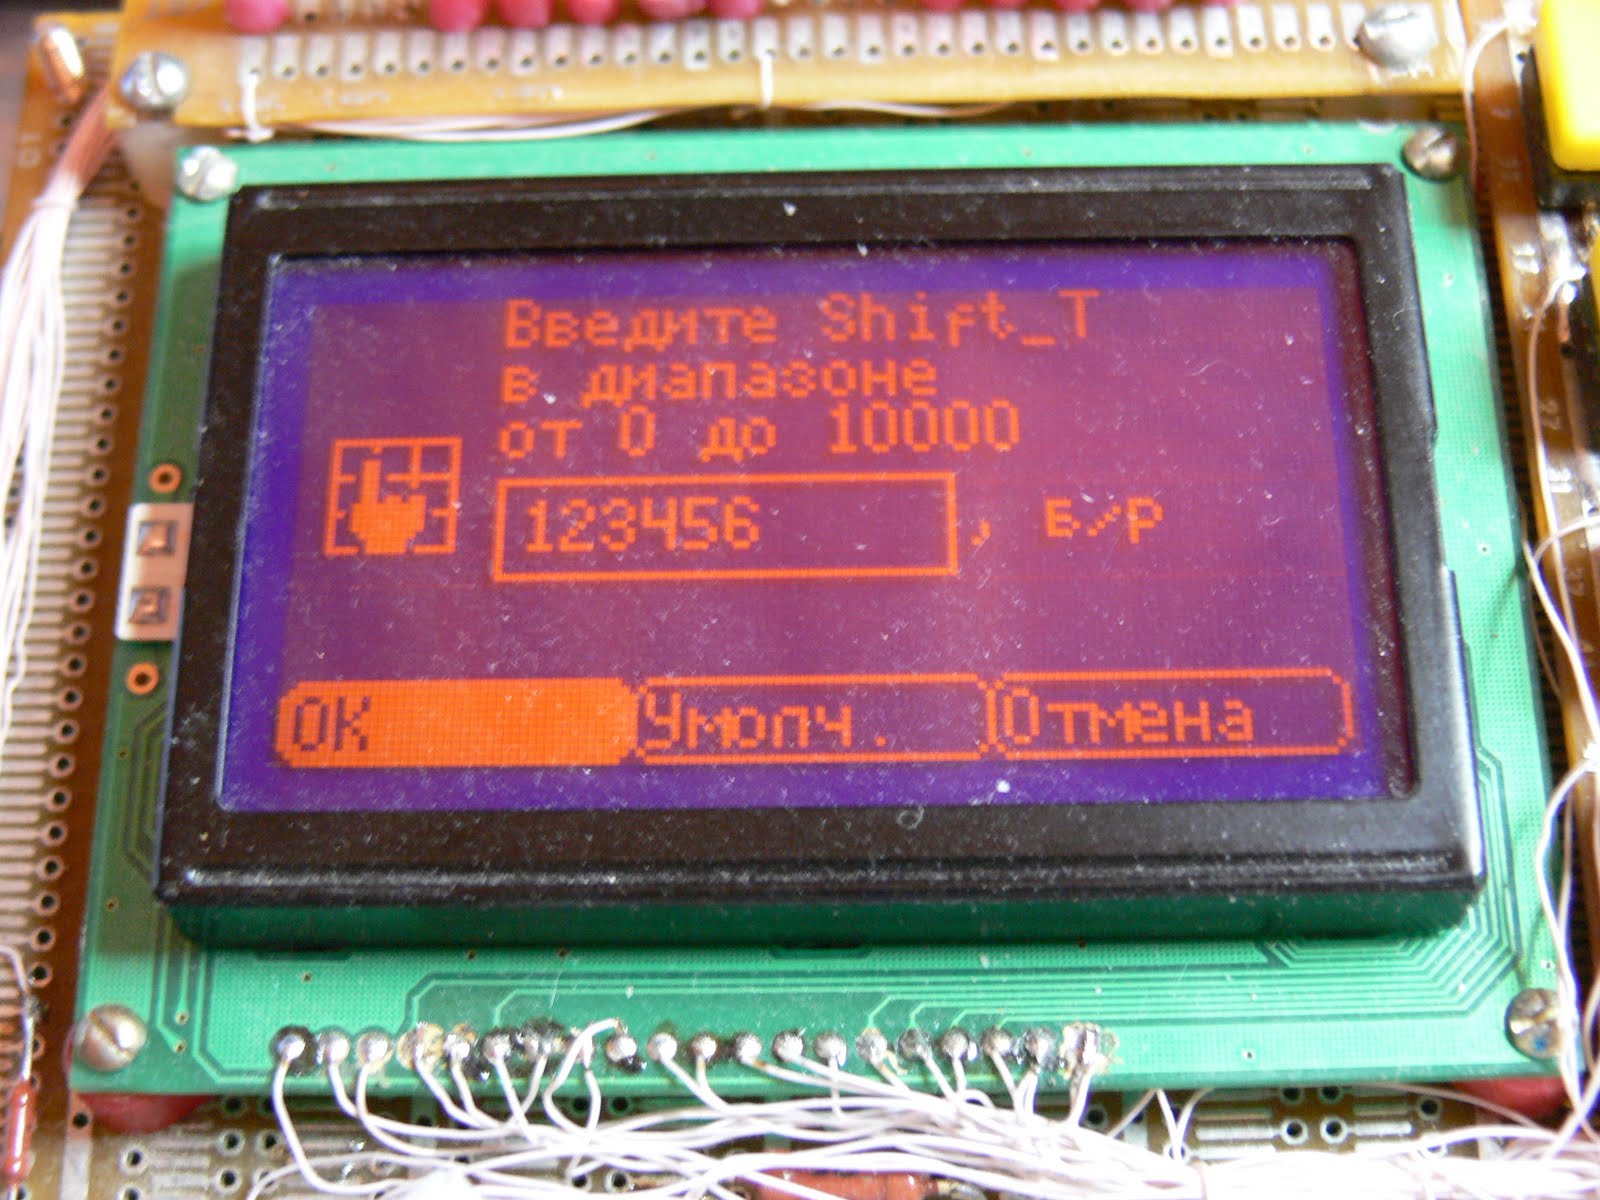 Введите Shift_T
в диапазоне
от 0 до 10000
123456 , Б/Р
OK Умолч. Отмена